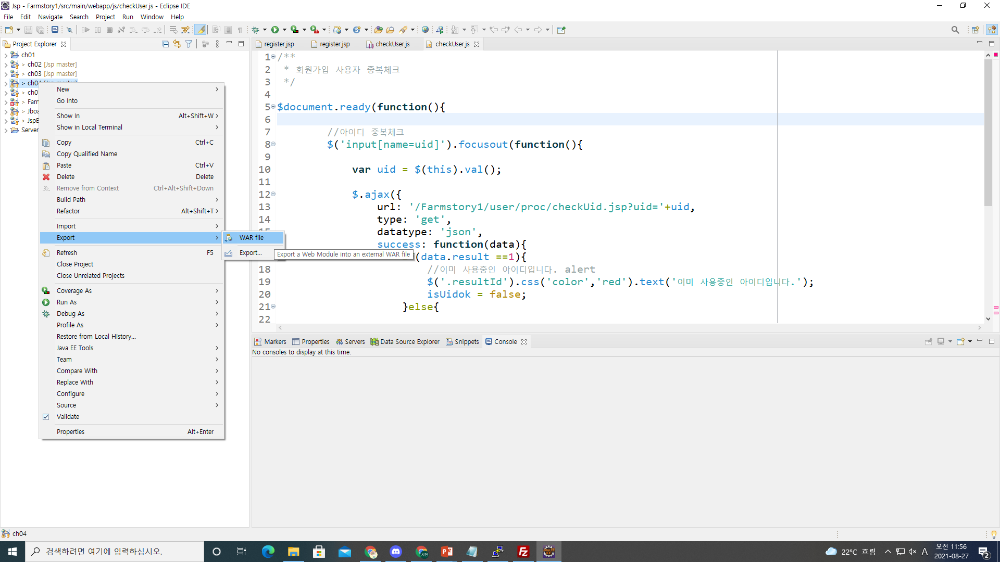 Jsp - Farmstory1/src/main/webapp/js/checkUser.js - Eclipse IDE
File Edit Navigate Search Project Run Window Help
Project Explorer
ch01
> ch02 [Jsp master]
> ch03 [Jsp master]
> ch04 [Jsp master]
> ch0
> Farm
> Jboa
> JspB
Server
New
Go Into
Show In Alt+Shift+W >
Show in Local Terminal
Copy Ctrl+C
Copy Qualified Name
Paste Ctrl+V
Delete Delete
Remove from Context Ctrl+Alt+Shift+Down
Build Path
Refactor Alt+Shift+T >
Import
Export
Refresh F5
Close Project
Close Unrelated Projects
Coverage As
Run As
Debug As
Profile As
Restore from Local History...
Java EE Tools
Team
Compare With
Replace With
Configure
Source
Validate
Properties Alt+Enter
WAR file
Export...
Export a Web Module into an external WAR file
register.jsp register.jsp checkUser.js checkUser.js
1 /**
2 * 회원가입 사용자 중복체크
3 */
4
5 $document.ready(function(){
6
7 //아이디 중복체크
8 $('input[name=uid]').focusout(function(){
9
10 var uid = $(this).val();
11
12 $.ajax({
13 url: '/Farmstory1/user/proc/checkUid.jsp?uid='+uid,
14 type: 'get',
datatype: 'json',
success: function(data){
(data.result ==1){
18 //이미 사용중인 아이디입니다. alert
19 $('.resultId').css('color','red').text('이미 사용중인 아이디입니다.');
20 isUidok = false;
21 }else{
22
Markers Properties Servers Data Source Explorer Snippets Console
No consoles to display at this time.
ch04
검색하려면 여기에 입력하십시오.
22°C 흐림
A
오전 11:56
2021-08-27
2